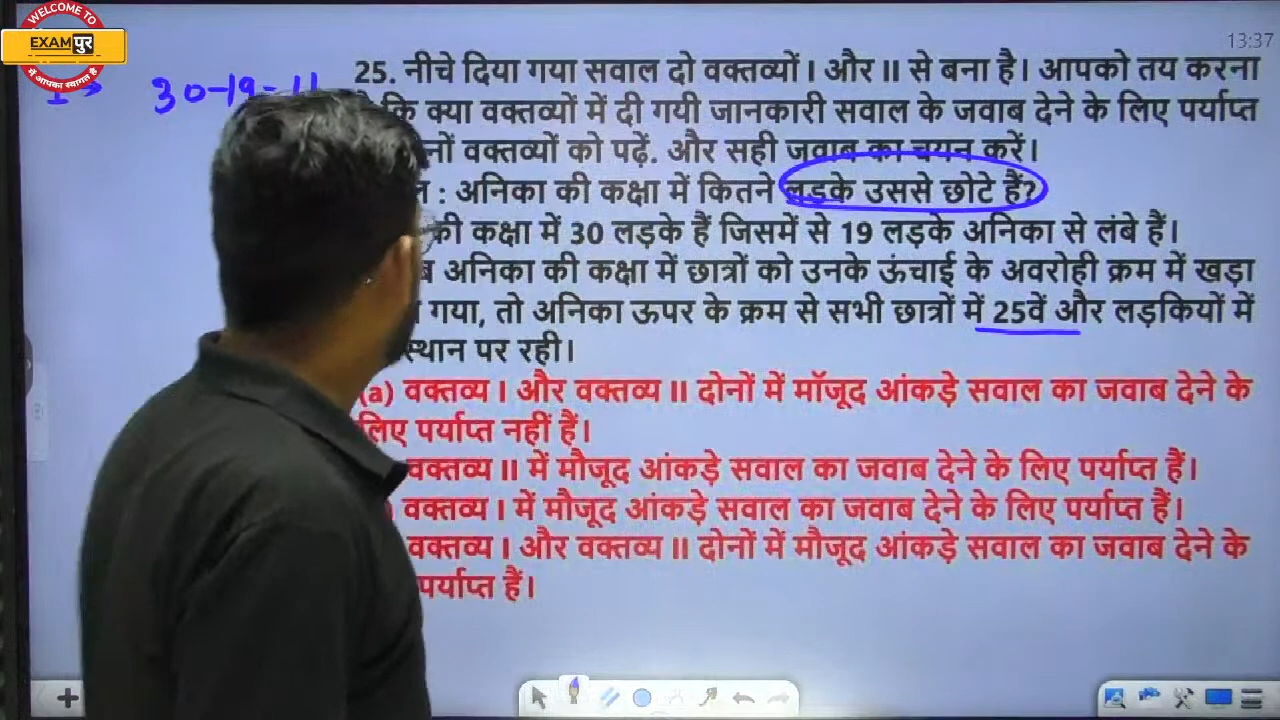 WELCOME TO
EXAMपुर
में आपका स्वागत है
13:37
30-19=11
25. नीचे दिया गया सवाल दो वक्तव्यों I और II से बना है। आपको तय करना
कि क्या वक्तव्यों में दी गयी जानकारी सवाल के जवाब देने के लिए पर्याप्त
वक्तव्यों को पढ़ें. और सही जवाब का चयन करें।
: अनिका की कक्षा में कितने लड़के उससे छोटे हैं?
की कक्षा में 30 लड़के हैं जिसमें से 19 लड़के अनिका से लंबे हैं।
अनिका की कक्षा में छात्रों को उनके ऊंचाई के अवरोही क्रम में खड़ा
गया, तो अनिका ऊपर के क्रम से सभी छात्रों में 25वें और लड़कियों में
स्थान पर रही।
(a) वक्तव्य I और वक्तव्य II दोनों में मॉजूद आंकड़े सवाल का जवाब देने के
लिए पर्याप्त नहीं हैं।
वक्तव्य II में मौजूद आंकड़े सवाल का जवाब देने के लिए पर्याप्त हैं।
वक्तव्य I में मौजूद आंकड़े सवाल का जवाब देने के लिए पर्याप्त हैं।
वक्तव्य I और वक्तव्य II दोनों में मौजूद आंकड़े सवाल का जवाब देने के
पर्याप्त हैं।